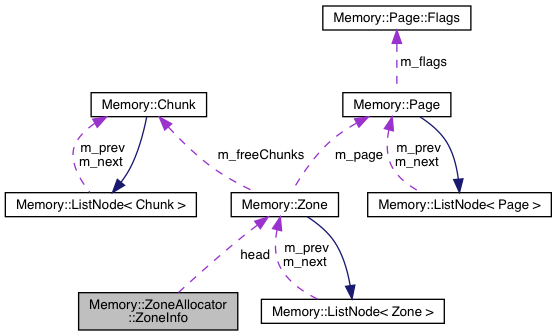 Memory::Page::Flags
m_flags
Memory::Chunk
Memory::Page
m_prev
m_next
m_freeChunks
m_page
m_prev
m_next
Memory::ListNode< Chunk >
Memory::Zone
Memory::ListNode< Page >
head
m_prev
m_next
Memory::ZoneAllocator
::ZoneInfo
Memory::ListNode< Zone >